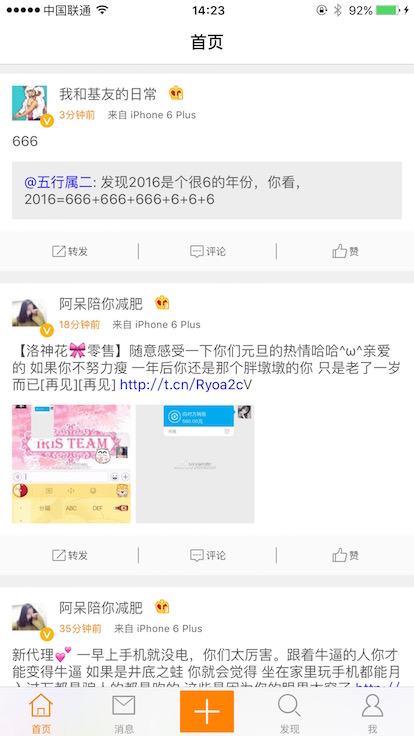 中国联通
14:23
92%
首页
我和基友的日常
3分钟前 来自 iPhone 6 Plus
666
@五行属二: 发现2016是个很6的年份，你看，
2016=666+666+666+6+6+6
转发 评论 赞
阿呆陪你减肥
18分钟前 来自 iPhone 6 Plus
【洛神花🎀零售】随意感受一下你们元旦的热情哈哈^ω^亲爱
的 如果你不努力瘦 一年后你还是那个胖墩墩的你 只是老了一岁
而已[再见][再见] http://t.cn/Ryoa2cV
IRIS TEAM
分词 ABC DEF
560.00元
转发 评论 赞
阿呆陪你减肥
35分钟前 来自 iPhone 6 Plus
新代理💕 一早上手机就没电，你们太厉害。跟着牛逼的人你才
能变得牛逼 如果是井底之蛙 你就会觉得 坐在家里玩手机都能月
首页 消息 发现 我